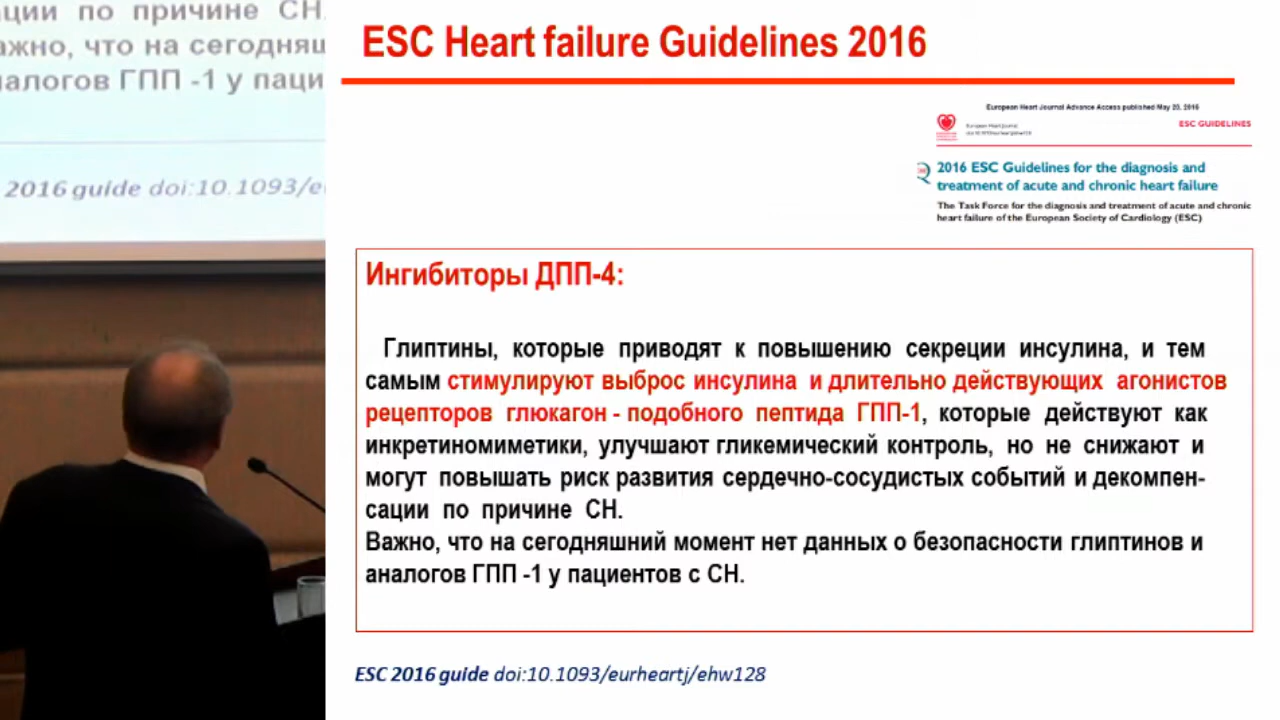 ации по причине СН.
ажно, что на сегодняш
налогов ГПП -1 у паци
2016 guide doi:10.1093/e
ESC Heart failure Guidelines 2016
European Heart Journal Advance Access published May 20, 2016
European Heart Journal
ESC GUIDELINES
2016 ESC Guidelines for the diagnosis and
treatment of acute and chronic heart failure
The Task Force for the diagnosis and treatment of acute and chronic
heart failure of the European Society of Cardiology (ESC)
Ингибиторы ДПП-4:
Глиптины, которые приводят к повышению секреции инсулина, и тем
самым стимулируют выброс инсулина и длительно действующих агонистов
рецепторов глюкагон - подобного пептида ГПП-1, которые действуют как
инкретиномиметики, улучшают гликемический контроль, но не снижают и
могут повышать риск развития сердечно-сосудистых событий и декомпен-
сации по причине СН.
Важно, что на сегодняшний момент нет данных о безопасности глиптинов и
аналогов ГПП -1 у пациентов с СН.
ESC 2016 guide doi:10.1093/eurheartj/ehw128